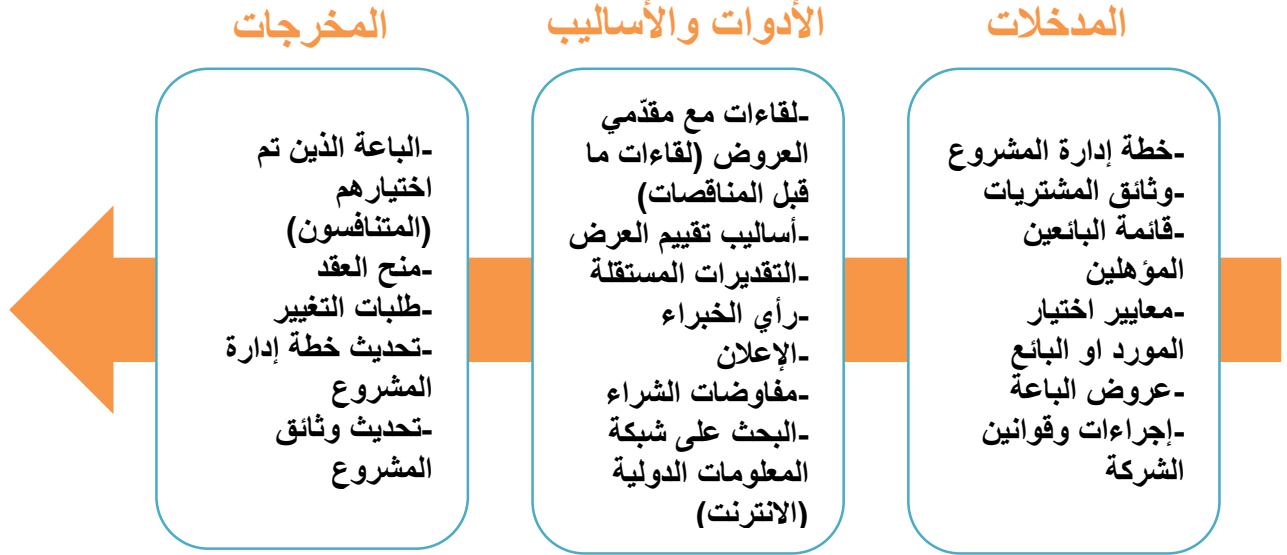 المدخلات
-خطة إدارة المشروع
-وثائق المشتريات
-قائمة البائعين
المؤهلين
-معايير اختيار
المورد او البائع
-عروض الباعة
-إجراءات وقوانين
الشركة
الأدوات والأساليب
-لقاءات مع مقدّمي
العروض (لقاءات ما
قبل المناقصات)
-أساليب تقييم العرض
-التقديرات المستقلة
-رأي الخبراء
-الإعلان
-مفاوضات الشراء
-البحث على شبكة
المعلومات الدولية
(الانترنت)
المخرجات
-الباعة الذين تم
اختيارهم
(المتنافسون)
-منح العقد
-طلبات التغيير
-تحديث خطة إدارة
المشروع
-تحديث وثائق
المشروع